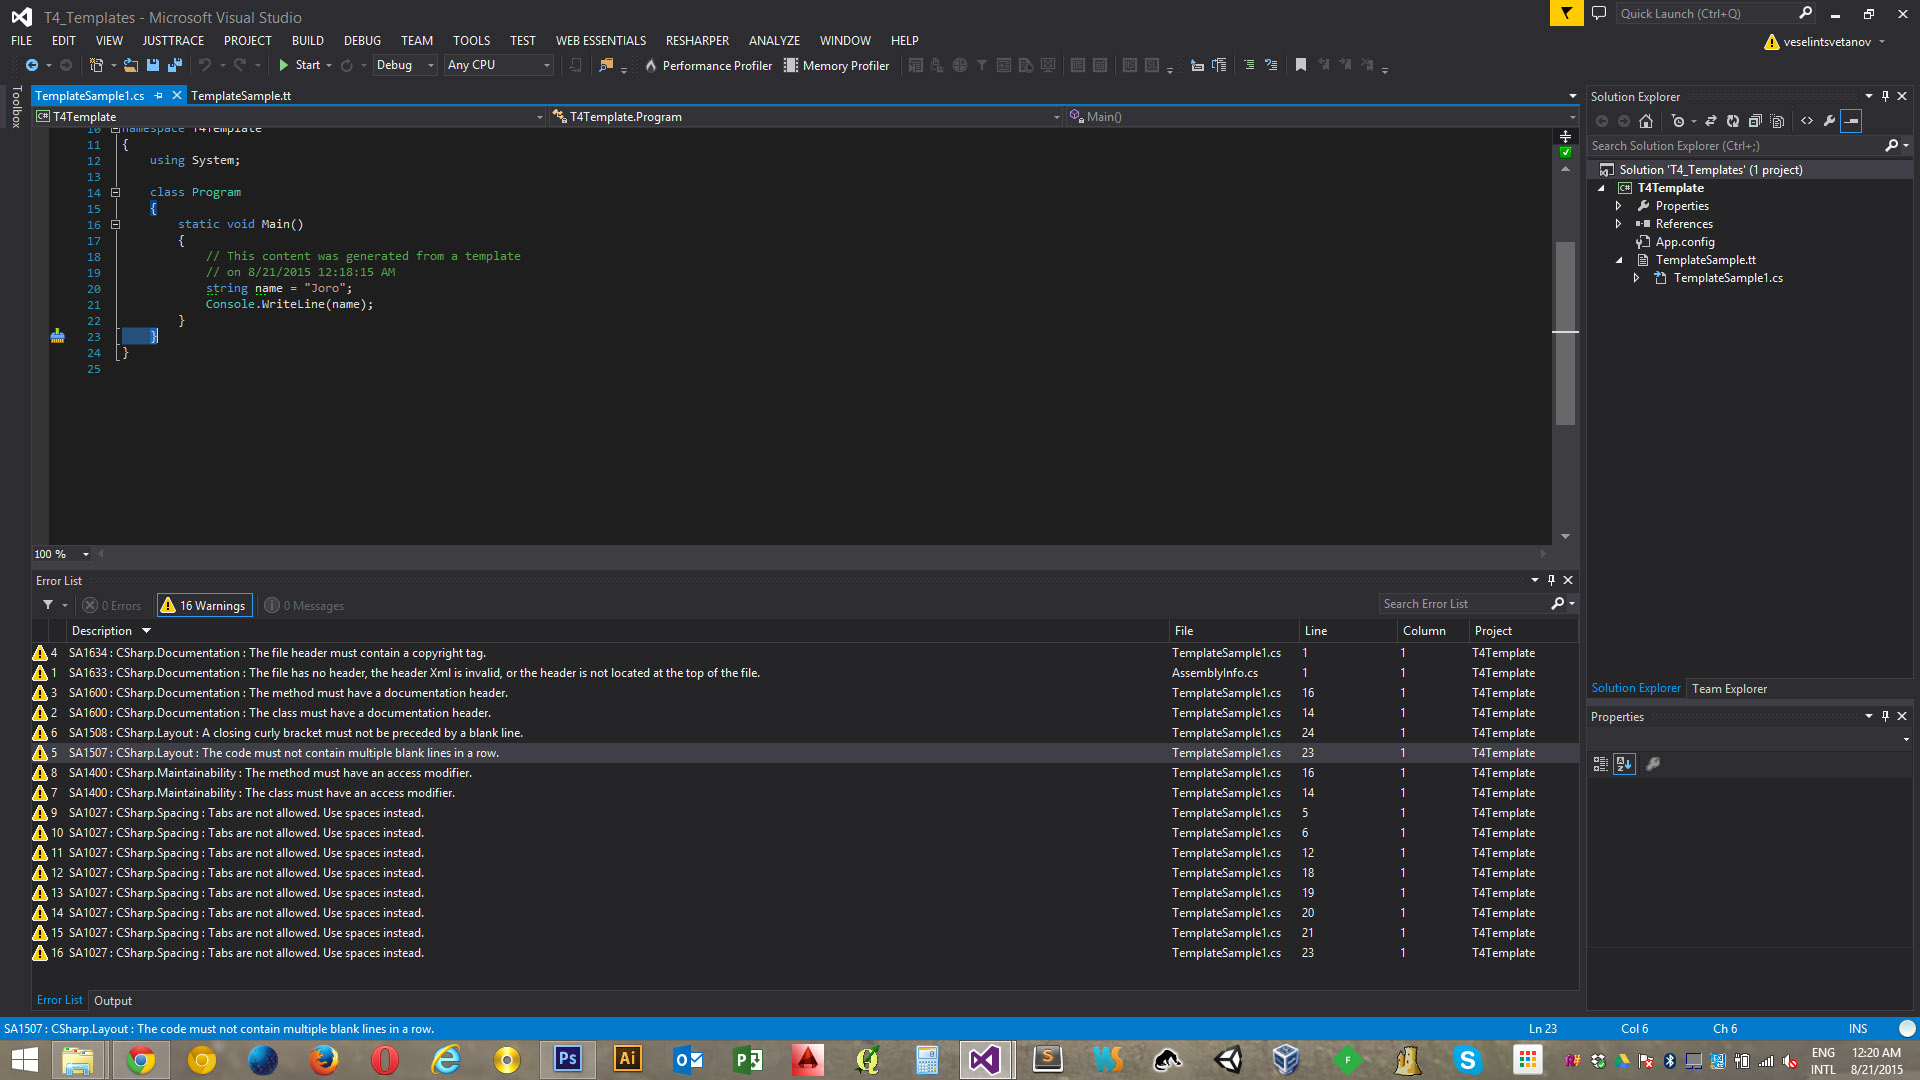 T4_Templates - Microsoft Visual Studio
Quick Launch (Ctrl+Q)
FILE EDIT VIEW JUSTTRACE PROJECT BUILD DEBUG TEAM TOOLS TEST WEB ESSENTIALS RESHARPER ANALYZE WINDOW HELP
veselintsvetanov
Start Debug Any CPU Performance Profiler Memory Profiler
Toolbox
TemplateSample1.cs TemplateSample.tt
T4Template T4Template.Program Main()
10 namespace T4Template
11 {
12 using System;
13
14 class Program
15 {
16 static void Main()
17 {
18 // This content was generated from a template
19 // on 8/21/2015 12:18:15 AM
20 string name = "Joro";
21 Console.WriteLine(name);
22 }
23 }
24 }
25
100 %
Solution Explorer
Search Solution Explorer (Ctrl+;)
Solution 'T4_Templates' (1 project)
T4Template
Properties
References
App.config
TemplateSample.tt
TemplateSample1.cs
Solution Explorer Team Explorer
Properties
Error List
0 Errors 16 Warnings 0 Messages
Search Error List
Description File Line Column Project
4 SA1634 : CSharp.Documentation : The file header must contain a copyright tag. TemplateSample1.cs 1 1 T4Template
1 SA1633 : CSharp.Documentation : The file has no header, the header Xml is invalid, or the header is not located at the top of the file. AssemblyInfo.cs 1 1 T4Template
3 SA1600 : CSharp.Documentation : The method must have a documentation header. TemplateSample1.cs 16 1 T4Template
2 SA1600 : CSharp.Documentation : The class must have a documentation header. TemplateSample1.cs 14 1 T4Template
6 SA1508 : CSharp.Layout : A closing curly bracket must not be preceded by a blank line. TemplateSample1.cs 24 1 T4Template
5 SA1507 : CSharp.Layout : The code must not contain multiple blank lines in a row. TemplateSample1.cs 23 1 T4Template
8 SA1400 : CSharp.Maintainability : The method must have an access modifier. TemplateSample1.cs 16 1 T4Template
7 SA1400 : CSharp.Maintainability : The class must have an access modifier. TemplateSample1.cs 14 1 T4Template
9 SA1027 : CSharp.Spacing : Tabs are not allowed. Use spaces instead. TemplateSample1.cs 5 1 T4Template
10 SA1027 : CSharp.Spacing : Tabs are not allowed. Use spaces instead. TemplateSample1.cs 6 1 T4Template
11 SA1027 : CSharp.Spacing : Tabs are not allowed. Use spaces instead. TemplateSample1.cs 12 1 T4Template
12 SA1027 : CSharp.Spacing : Tabs are not allowed. Use spaces instead. TemplateSample1.cs 18 1 T4Template
13 SA1027 : CSharp.Spacing : Tabs are not allowed. Use spaces instead. TemplateSample1.cs 19 1 T4Template
14 SA1027 : CSharp.Spacing : Tabs are not allowed. Use spaces instead. TemplateSample1.cs 20 1 T4Template
15 SA1027 : CSharp.Spacing : Tabs are not allowed. Use spaces instead. TemplateSample1.cs 21 1 T4Template
16 SA1027 : CSharp.Spacing : Tabs are not allowed. Use spaces instead. TemplateSample1.cs 23 1 T4Template
Error List Output
SA1507 : CSharp.Layout : The code must not contain multiple blank lines in a row. Ln 23 Col 6 Ch 6 INS
Ps Ai
ENG 12:20 AM
INTL 8/21/2015